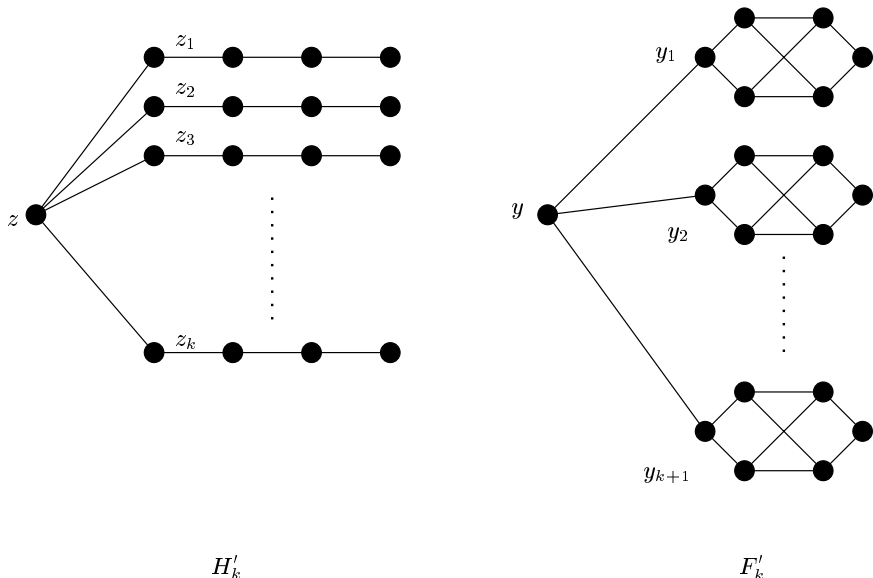 z₁
z₂
z₃
z
zₖ
y₁
y
y₂
yₖ₊₁
H′ₖ
F′ₖ